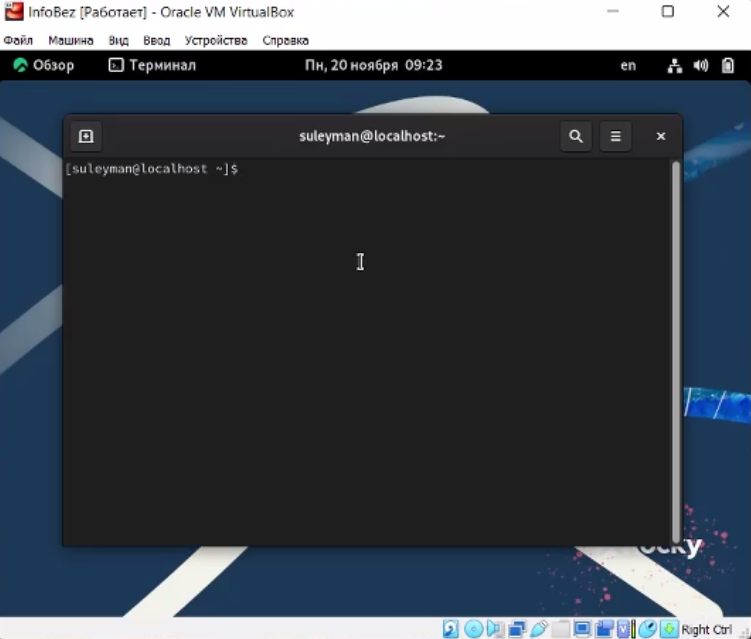 InfoBez [Работает] - Oracle VM VirtualBox
Файл Машина Вид Ввод Устройства Справка
Обзор Терминал Пн, 20 ноября 09:23 en
suleyman@localhost:~
[suleyman@localhost ~]$
Right Ctrl